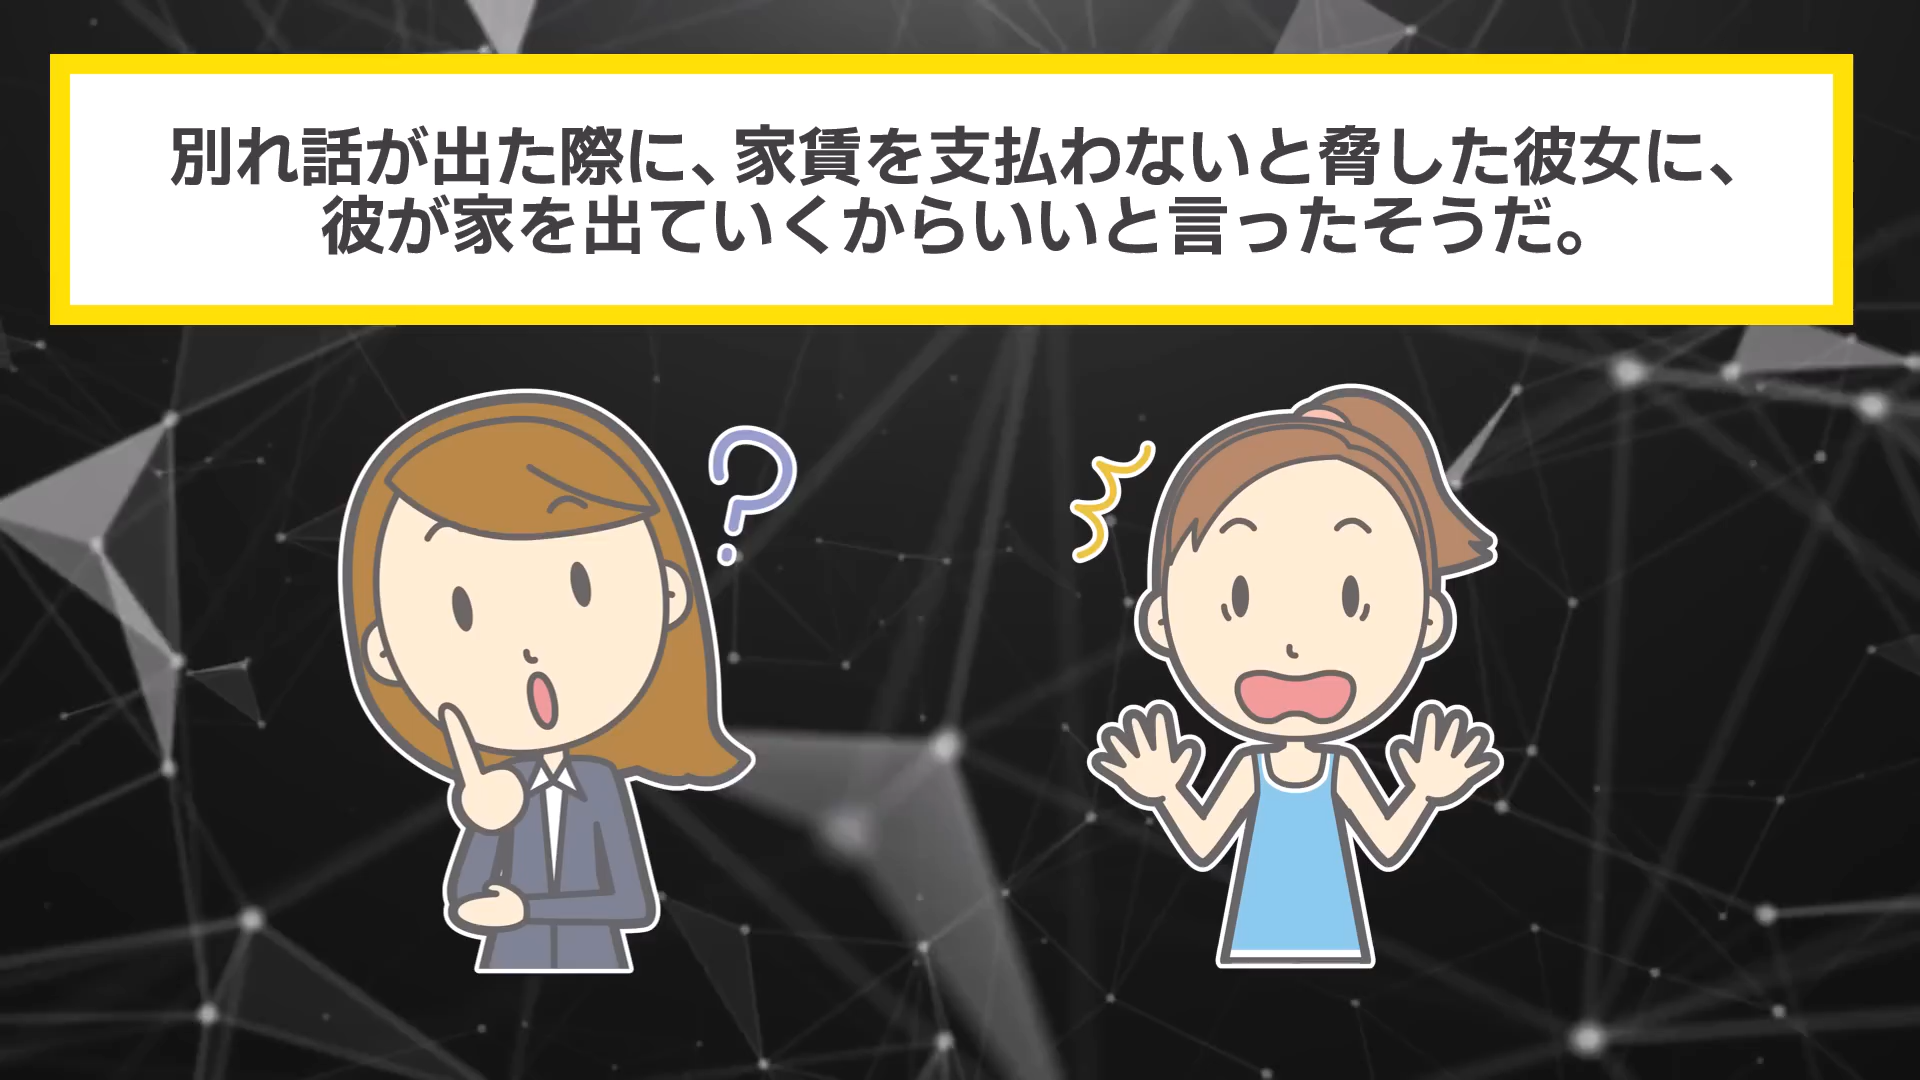 別れ話が出た際に、家賃を支払わないと脅した彼女に、
彼が家を出ていくからいいと言ったそうだ。